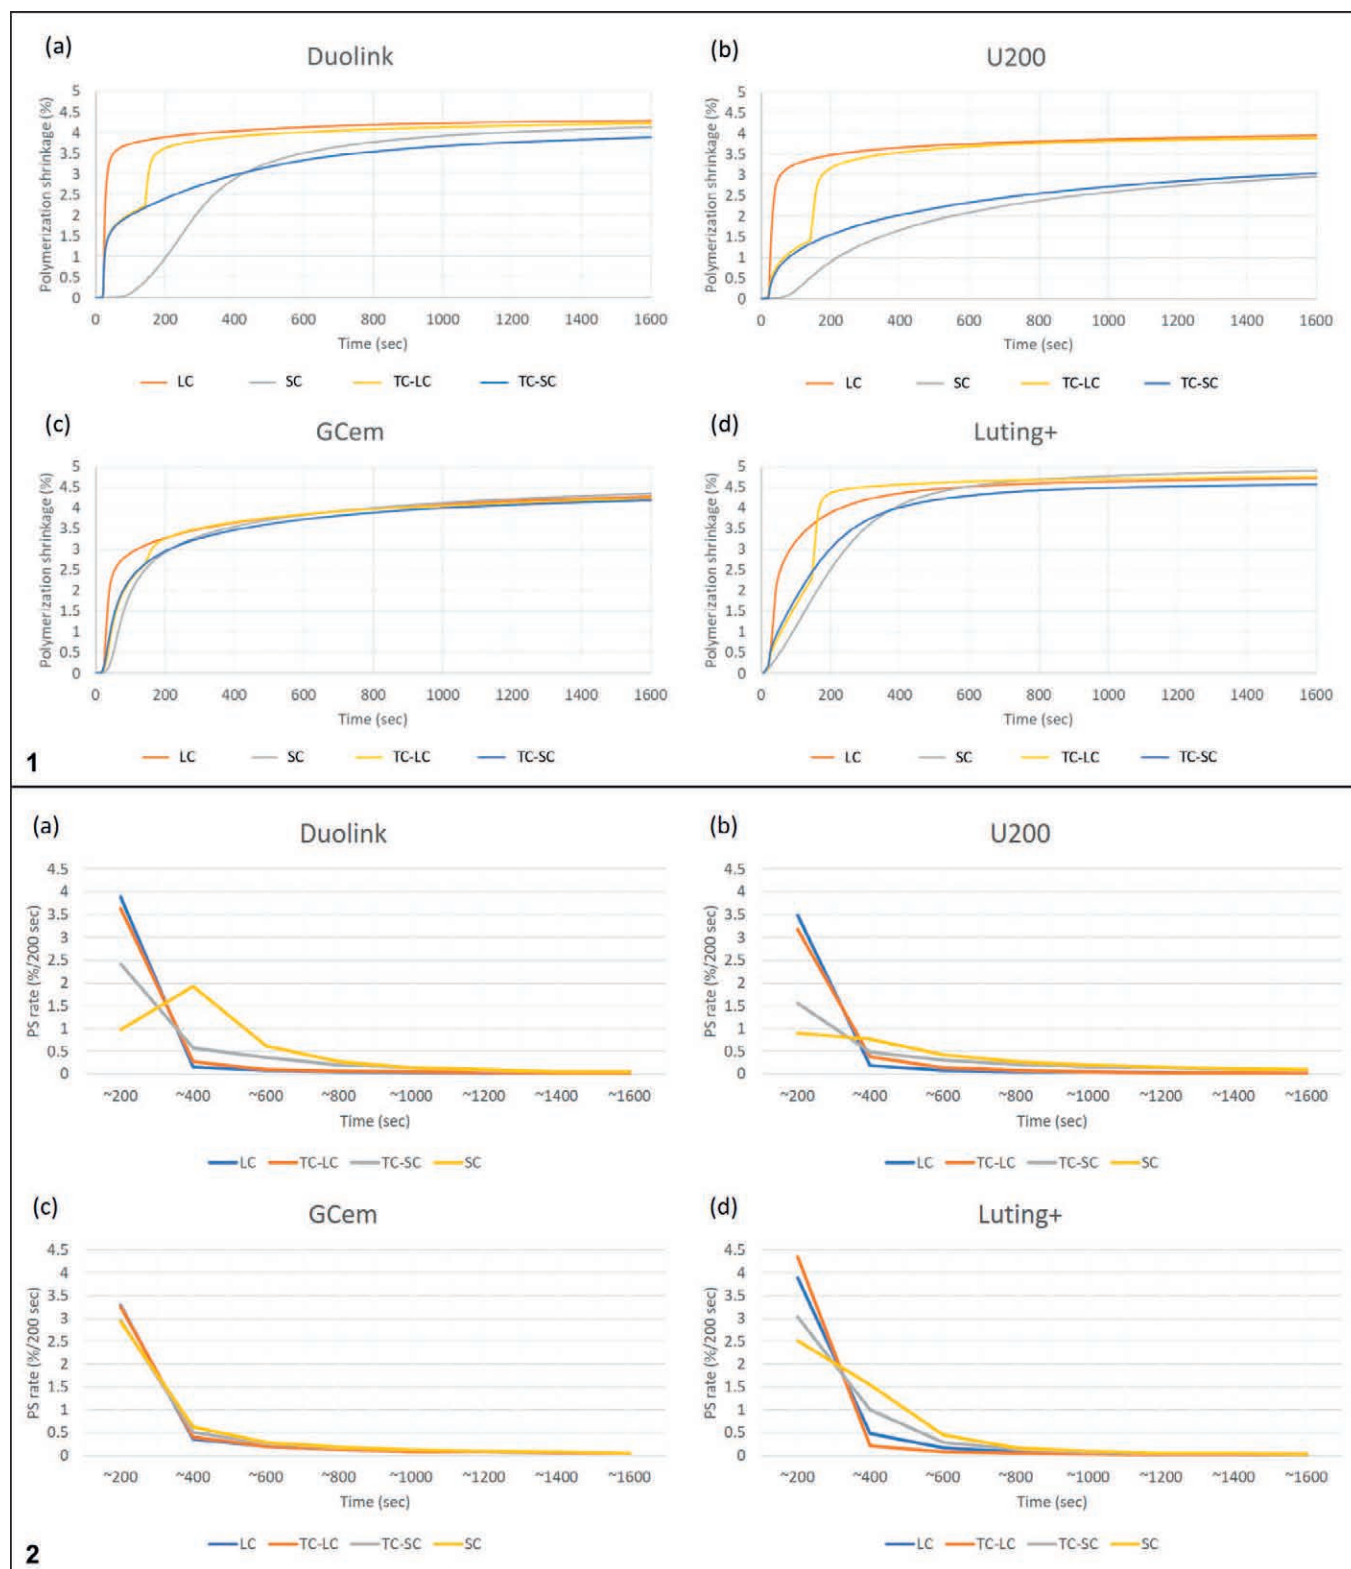 (a)
Duolink
Polymerization shrinkage (%)
5
4.5
4
3.5
3
2.5
2
1.5
1
0.5
0
0 200 400 600 800 1000 1200 1400 1600
Time (sec)
LC SC TC-LC TC-SC
(b)
U200
Polymerization shrinkage (%)
5
4.5
4
3.5
3
2.5
2
1.5
1
0.5
0
0 200 400 600 800 1000 1200 1400 1600
Time (sec)
LC SC TC-LC TC-SC
(c)
GCem
Polymerization shrinkage (%)
5
4.5
4
3.5
3
2.5
2
1.5
1
0.5
0
0 200 400 600 800 1000 1200 1400 1600
Time (sec)
LC SC TC-LC TC-SC
(d)
Luting+
Polymerization shrinkage (%)
5
4.5
4
3.5
3
2.5
2
1.5
1
0.5
0
0 200 400 600 800 1000 1200 1400 1600
Time (sec)
LC SC TC-LC TC-SC
1
(a)
Duolink
PS rate (%/200 sec)
4.5
4
3.5
3
2.5
2
1.5
1
0.5
0
~200 ~400 ~600 ~800 ~1000 ~1200 ~1400 ~1600
Time (sec)
LC TC-LC TC-SC SC
(b)
U200
PS rate (%/200 sec)
4.5
4
3.5
3
2.5
2
1.5
1
0.5
0
~200 ~400 ~600 ~800 ~1000 ~1200 ~1400 ~1600
Time (sec)
LC TC-LC TC-SC SC
(c)
GCem
PS rate (%/200 sec)
4.5
4
3.5
3
2.5
2
1.5
1
0.5
0
~200 ~400 ~600 ~800 ~1000 ~1200 ~1400 ~1600
Time (sec)
LC TC-LC TC-SC SC
(d)
Luting+
PS rate (%/200 sec)
4.5
4
3.5
3
2.5
2
1.5
1
0.5
0
~200 ~400 ~600 ~800 ~1000 ~1200 ~1400 ~1600
Time (sec)
LC TC-LC TC-SC SC
2